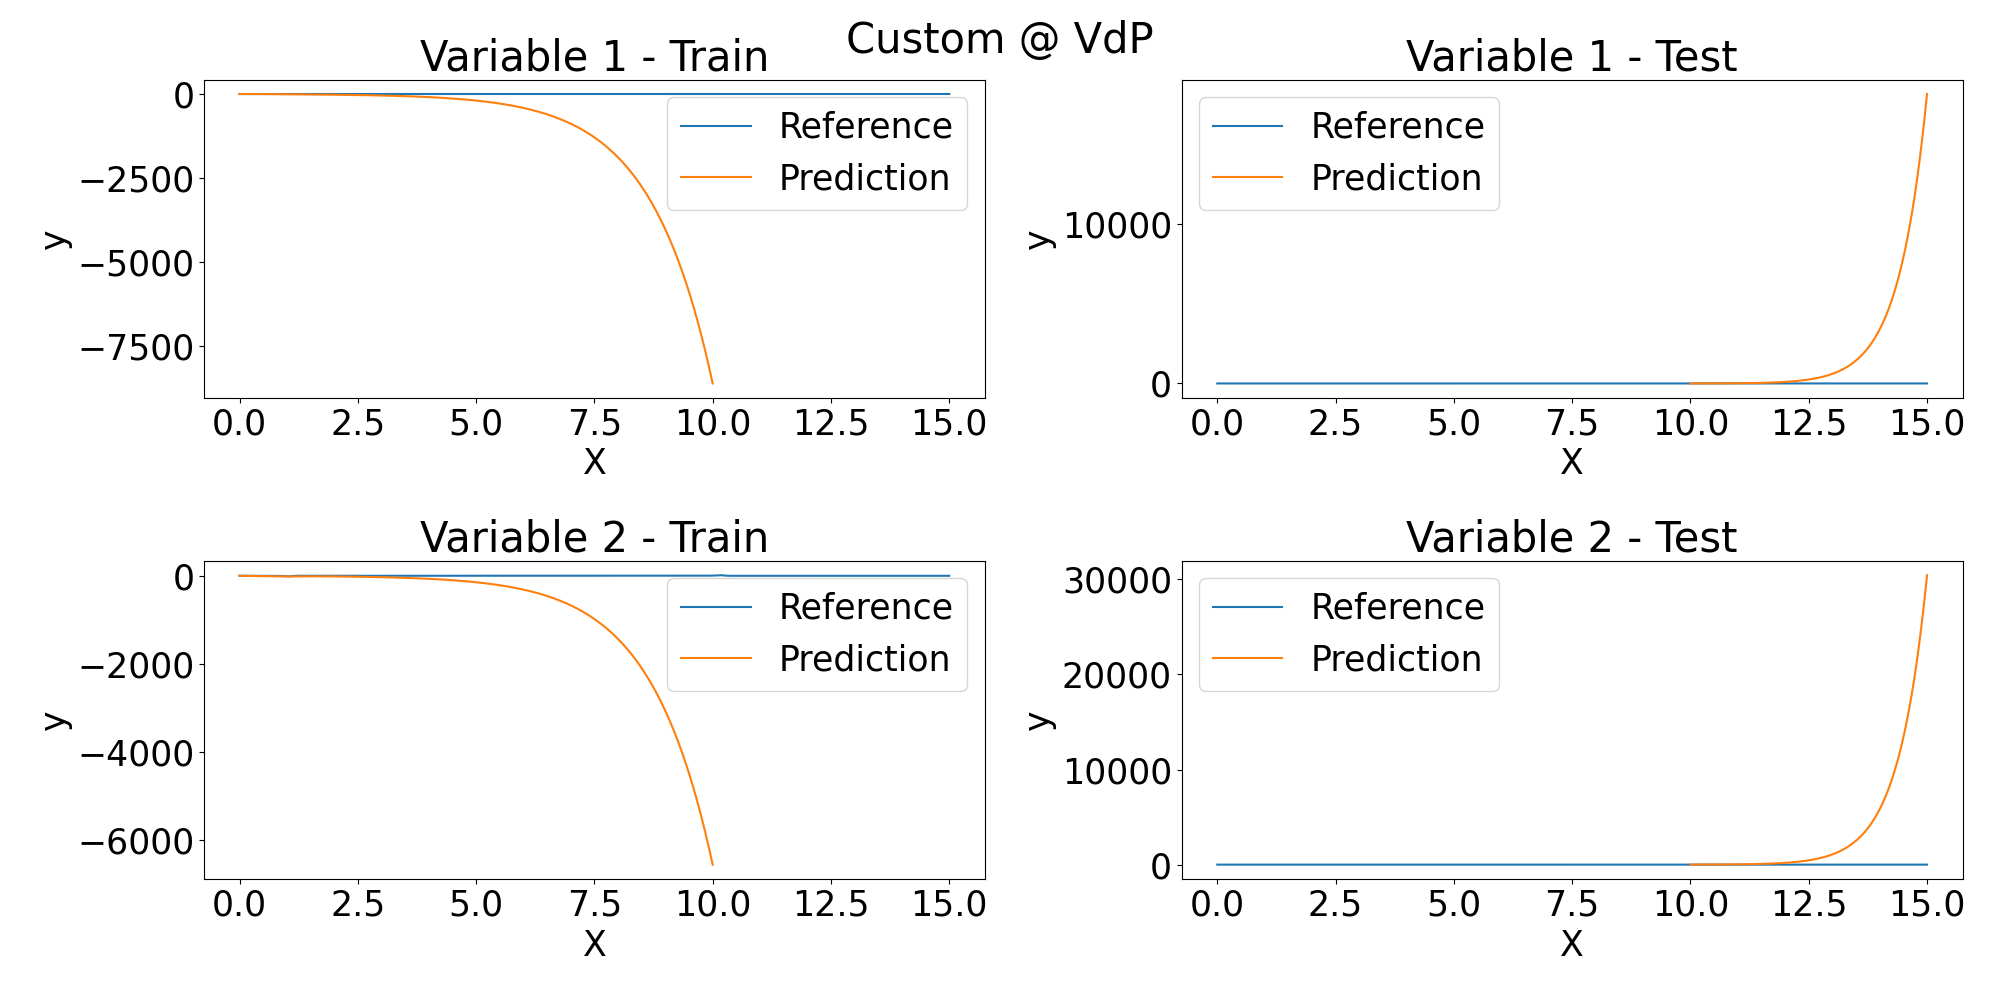 Custom @ VdP
Variable 1 - Train
0
−2500
−5000
−7500
y
Reference
Prediction
0.0 2.5 5.0 7.5 10.0 12.5 15.0
X
Variable 1 - Test
10000
0
y
Reference
Prediction
0.0 2.5 5.0 7.5 10.0 12.5 15.0
X
Variable 2 - Train
0
−2000
−4000
−6000
y
Reference
Prediction
0.0 2.5 5.0 7.5 10.0 12.5 15.0
X
Variable 2 - Test
30000
20000
10000
0
y
Reference
Prediction
0.0 2.5 5.0 7.5 10.0 12.5 15.0
X